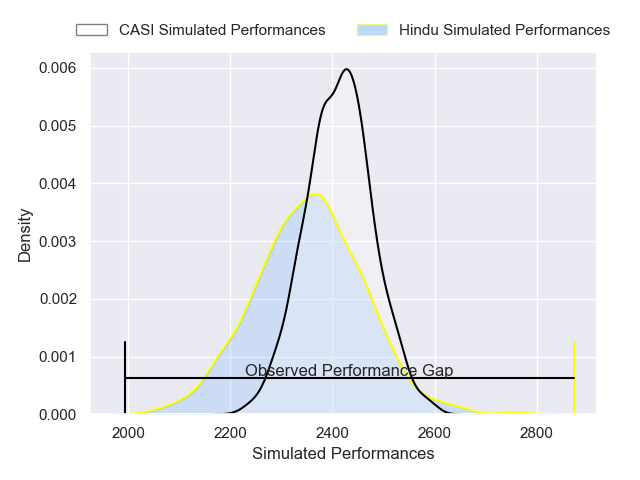 CASI Simulated Performances
Hindu Simulated Performances
0.006
0.005
0.004
0.003
0.002
0.001
0.000
Density
Observed Performance Gap
2000
2200
2400
2600
2800
Simulated Performances